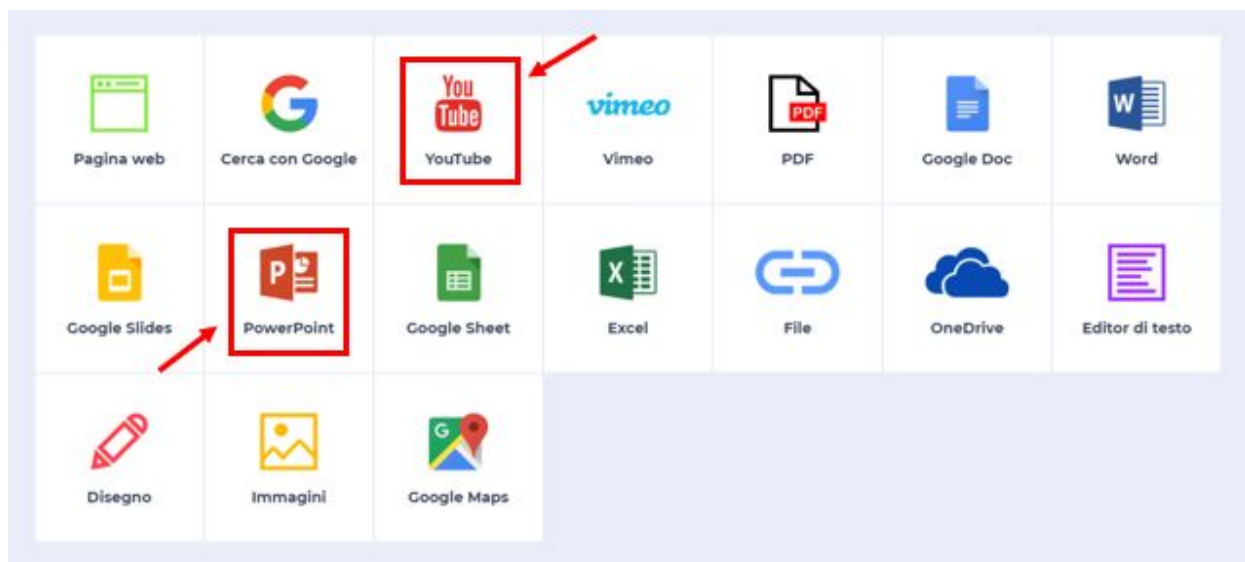 You
Tube
vimeo
PDF
W
Pagina web
Cerca con Google
YouTube
Vimeo
PDF
Google Doc
Word
P
X
Google Slides
PowerPoint
Google Sheet
Excel
File
OneDrive
Editor di testo
G
Disegno
Immagini
Google Maps